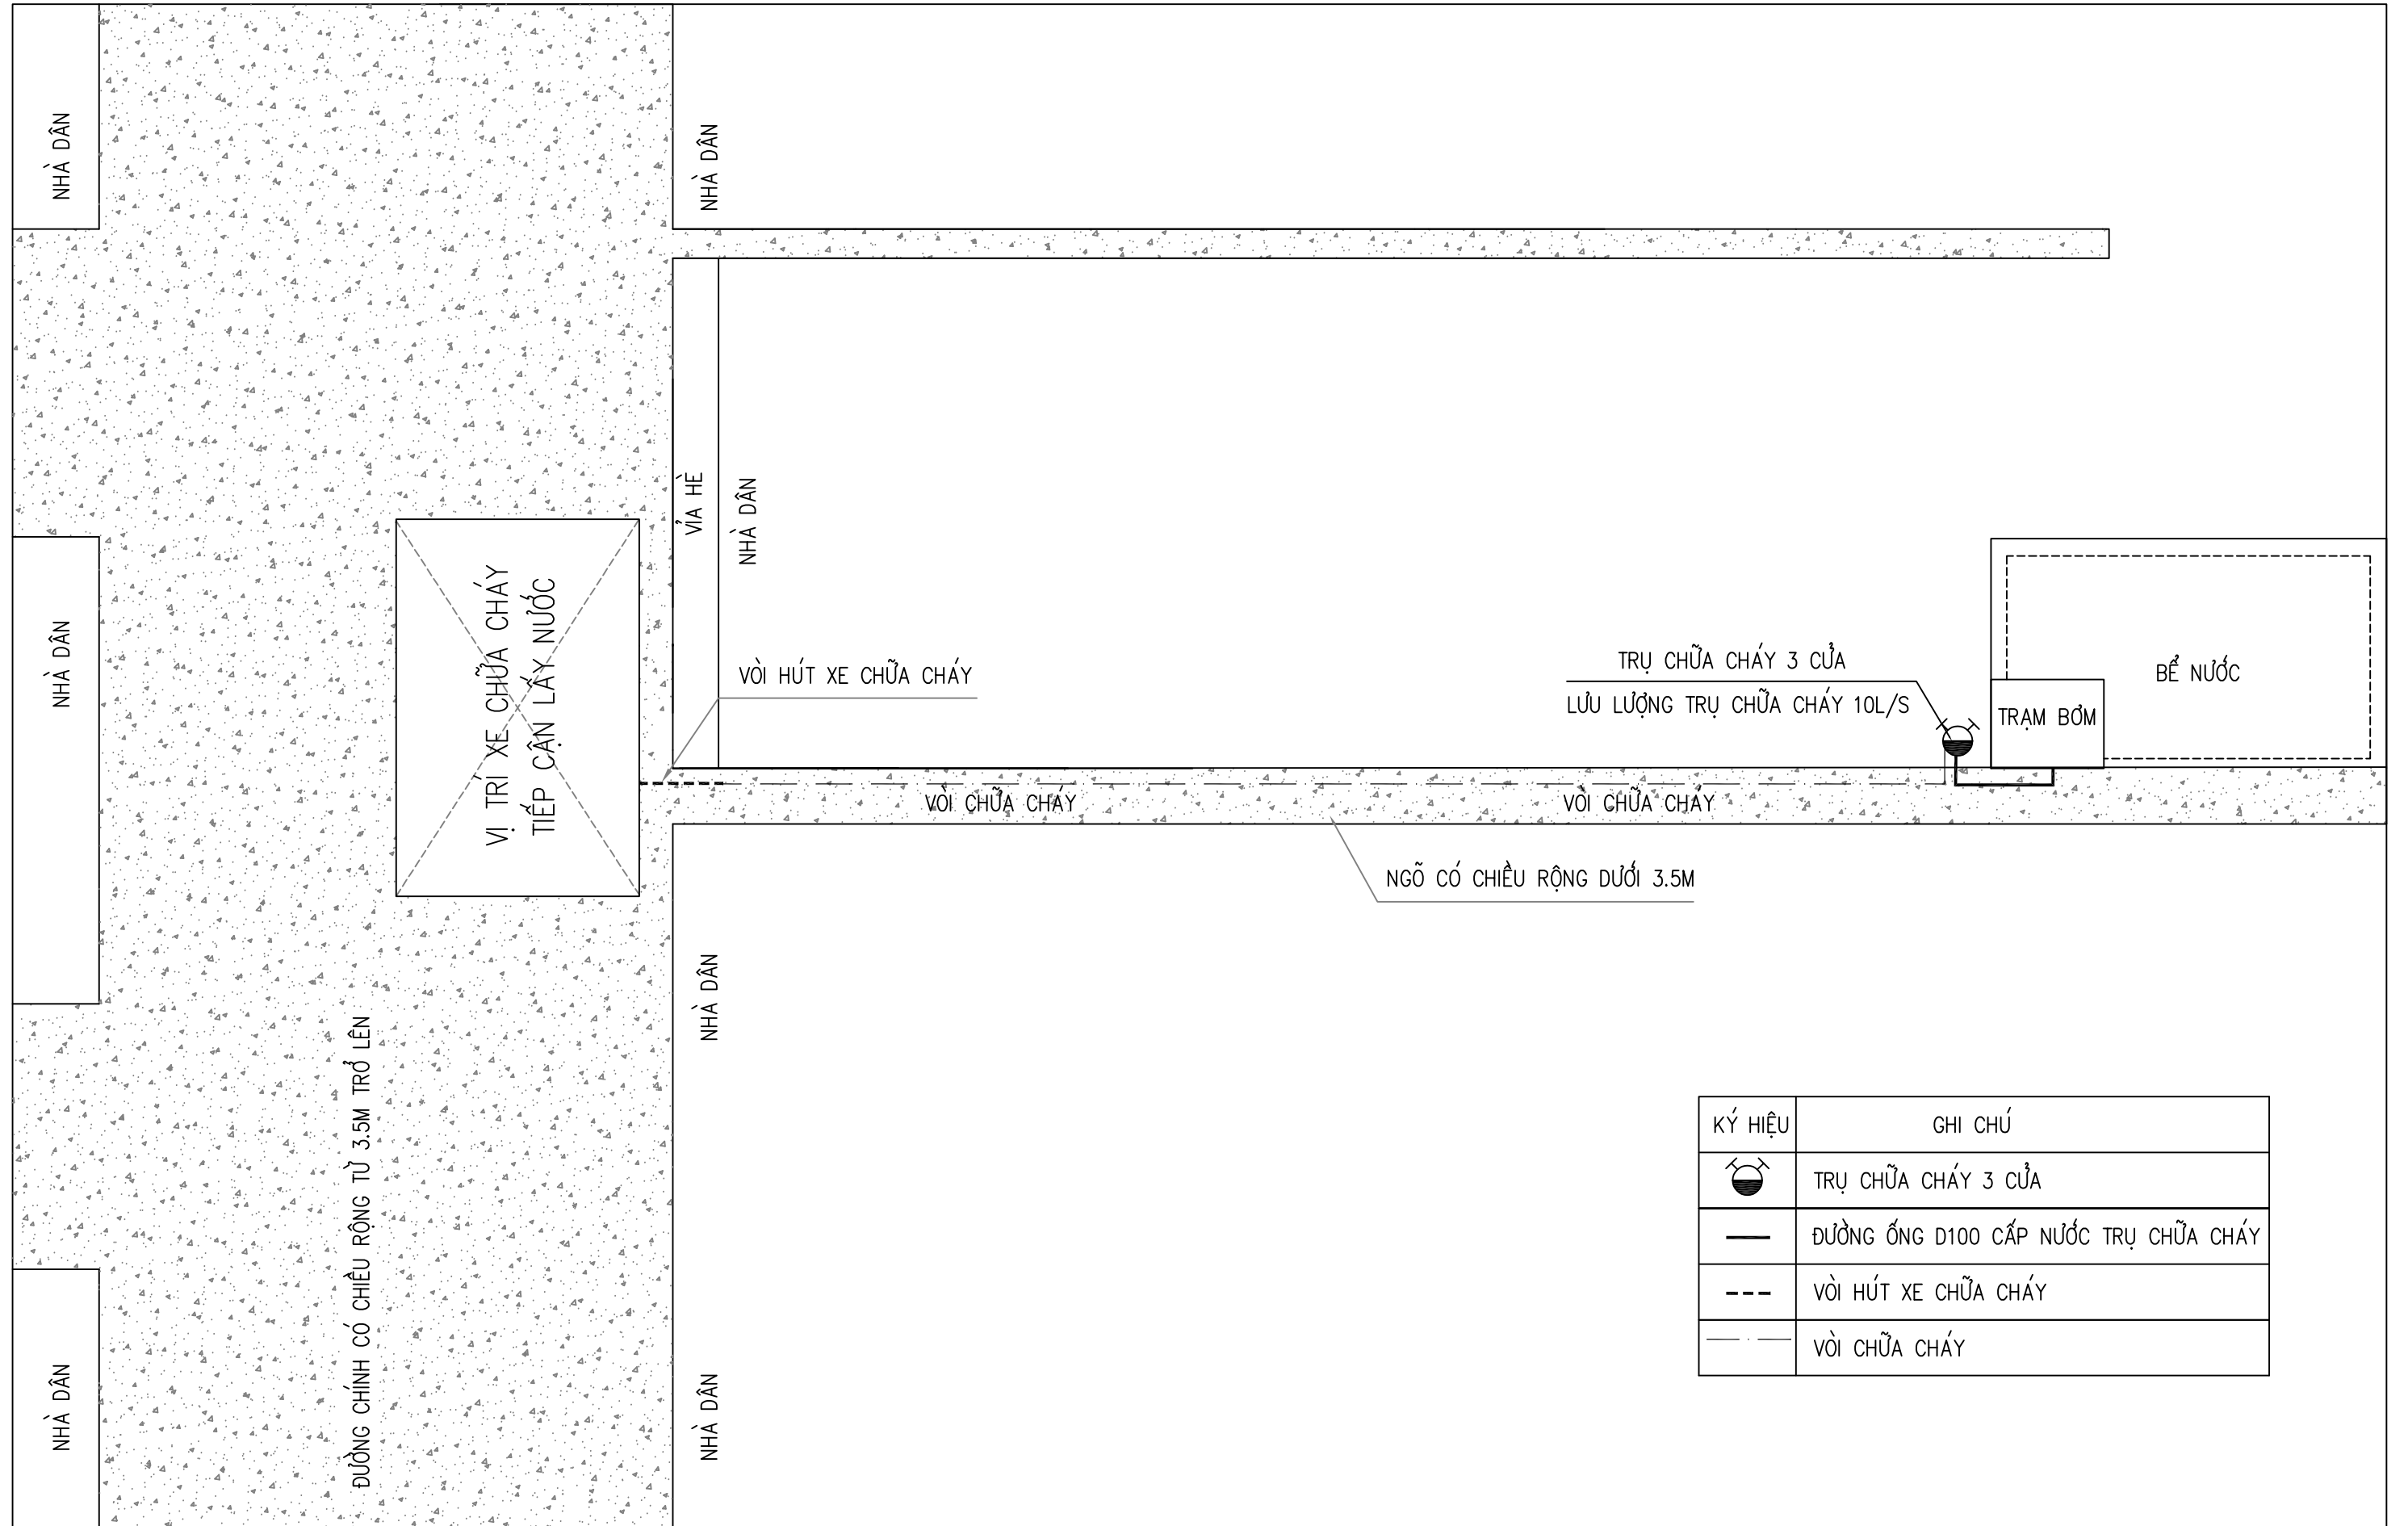 NHÀ DÂN
NHÀ DÂN
VỈA HÈ
NHÀ DÂN
NHÀ DÂN
VỊ TRÍ XE CHỮA CHÁY
TIẾP CẬN LẤY NƯỚC
VÒI HÚT XE CHỮA CHÁY
TRỤ CHỮA CHÁY 3 CỬA
LƯU LƯỢNG TRỤ CHỮA CHÁY 10L/S
TRẠM BƠM
BỂ NƯỚC
VÒI CHỮA CHÁY
VÒI CHỮA CHÁY
NGÕ CÓ CHIỀU RỘNG DƯỚI 3.5M
NHÀ DÂN
ĐƯỜNG CHÍNH CÓ CHIỀU RỘNG TỪ 3.5M TRỞ LÊN
NHÀ DÂN
NHÀ DÂN
KÝ HIỆU
GHI CHÚ
TRỤ CHỮA CHÁY 3 CỬA
ĐƯỜNG ỐNG D100 CẤP NƯỚC TRỤ CHỮA CHÁY
VÒI HÚT XE CHỮA CHÁY
VÒI CHỮA CHÁY